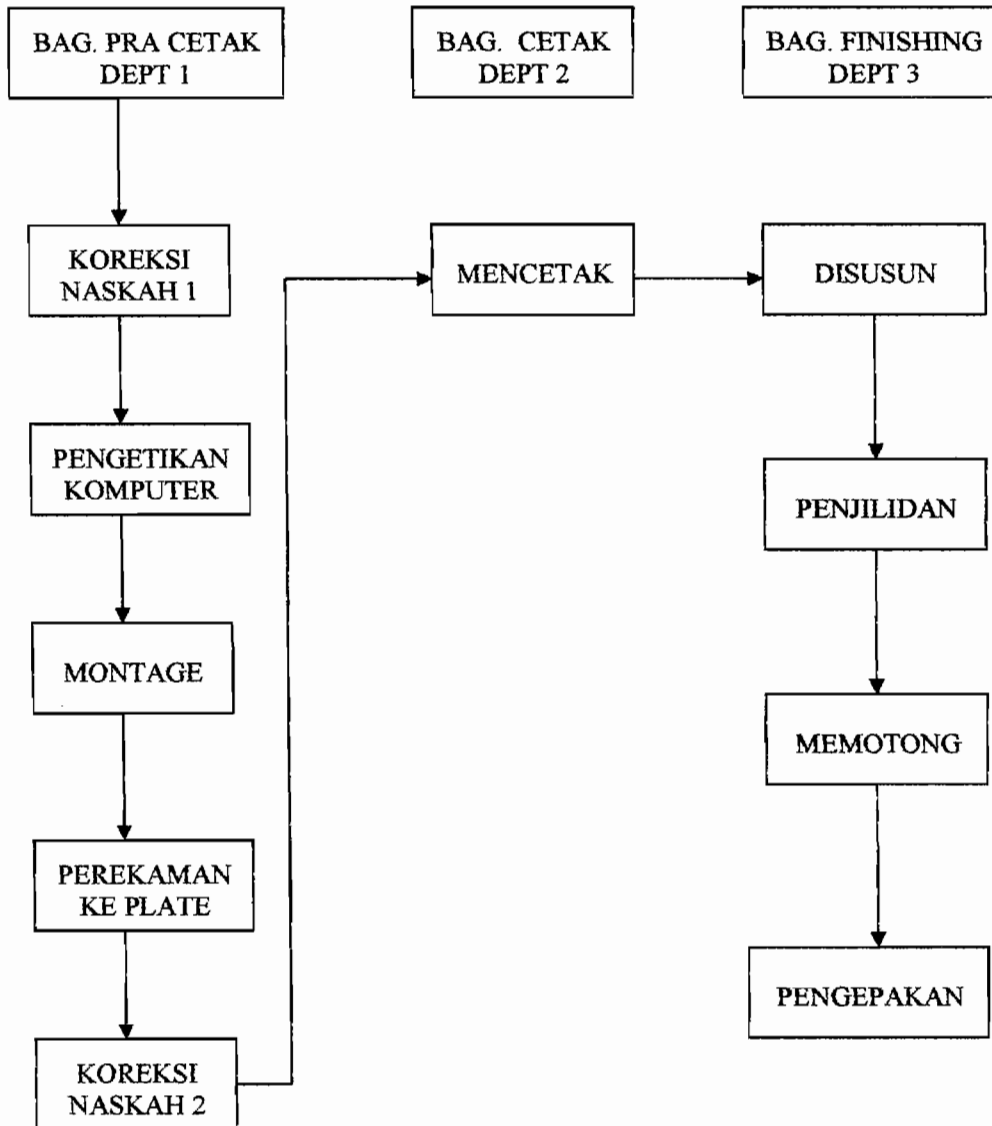 BAG. PRA CETAK
DEPT 1
BAG. CETAK
DEPT 2
BAG. FINISHING
DEPT 3
KOREKSI
NASKAH 1
PENGETIKAN
KOMPUTER
MONTAGE
PEREKAMAN
KE PLATE
KOREKSI
NASKAH 2
MENCETAK
DISUSUN
PENJILIDAN
MEMOTONG
PENGEPAKAN